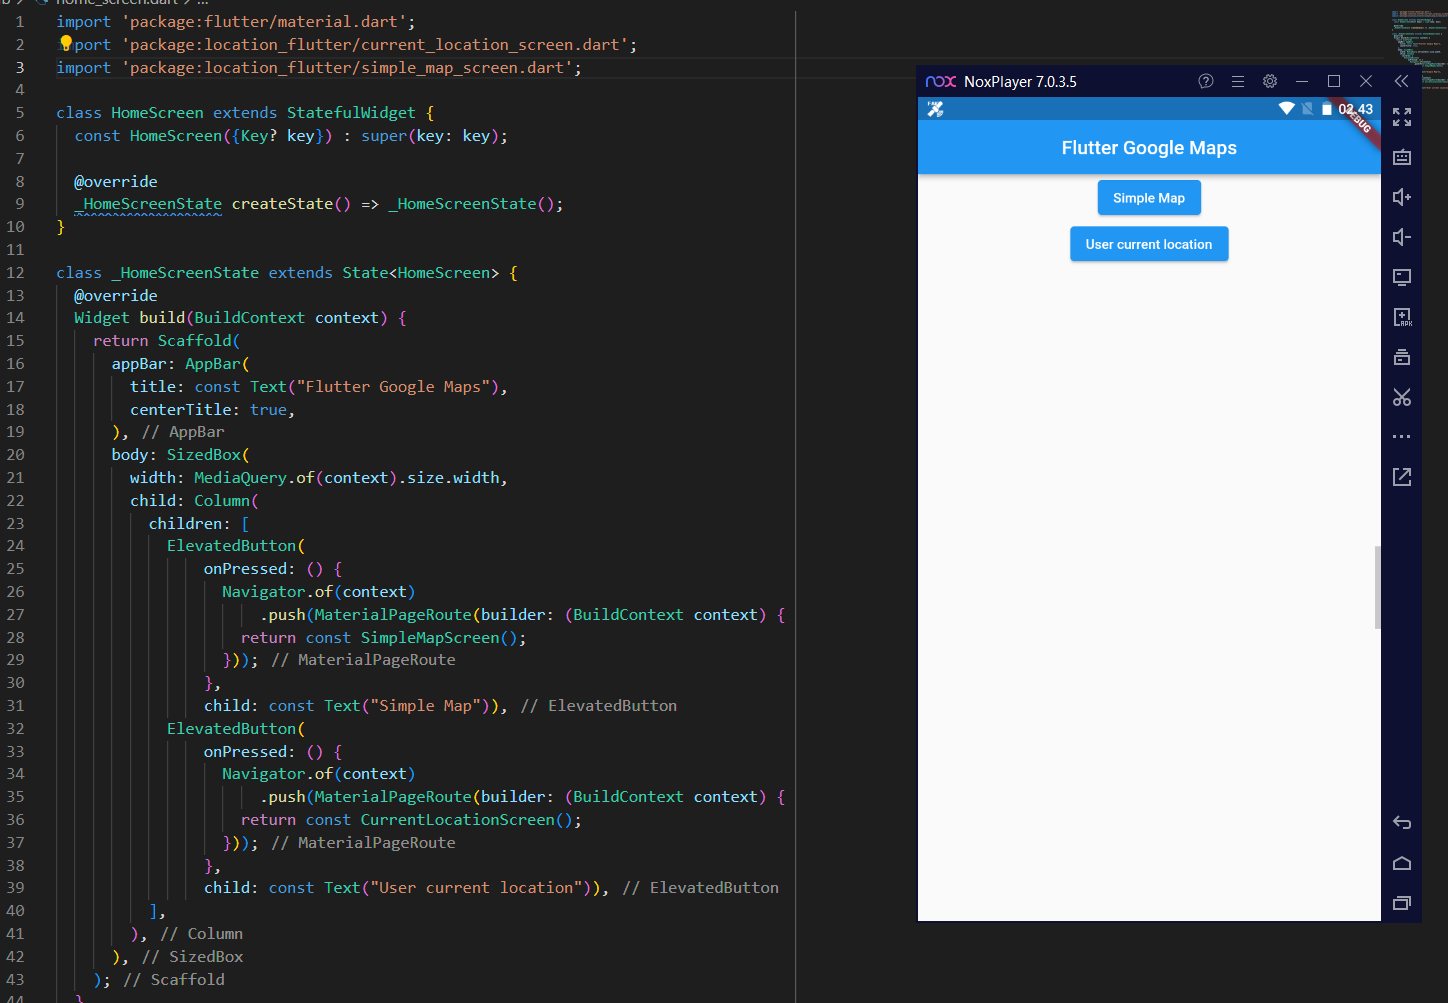 home_screen.dart > ...
1 import 'package:flutter/material.dart';
2 import 'package:location_flutter/current_location_screen.dart';
3 import 'package:location_flutter/simple_map_screen.dart';
4
5 class HomeScreen extends StatefulWidget {
6 const HomeScreen({Key? key}) : super(key: key);
7
8 @override
9 _HomeScreenState createState() => _HomeScreenState();
10 }
11
12 class _HomeScreenState extends State<HomeScreen> {
13 @override
14 Widget build(BuildContext context) {
15 return Scaffold(
16 appBar: AppBar(
17 title: const Text("Flutter Google Maps"),
18 centerTitle: true,
19 ), // AppBar
20 body: SizedBox(
21 width: MediaQuery.of(context).size.width,
22 child: Column(
23 children: [
24 ElevatedButton(
25 onPressed: () {
26 Navigator.of(context)
27 .push(MaterialPageRoute(builder: (BuildContext context) {
28 return const SimpleMapScreen();
29 })); // MaterialPageRoute
30 },
31 child: const Text("Simple Map")), // ElevatedButton
32 ElevatedButton(
33 onPressed: () {
34 Navigator.of(context)
35 .push(MaterialPageRoute(builder: (BuildContext context) {
36 return const CurrentLocationScreen();
37 })); // MaterialPageRoute
38 },
39 child: const Text("User current location")), // ElevatedButton
40 ],
41 ), // Column
42 ), // SizedBox
43 ); // Scaffold
44 }
nox NoxPlayer 7.0.3.5
02.43
DEBUG
Flutter Google Maps
Simple Map
User current location
APK